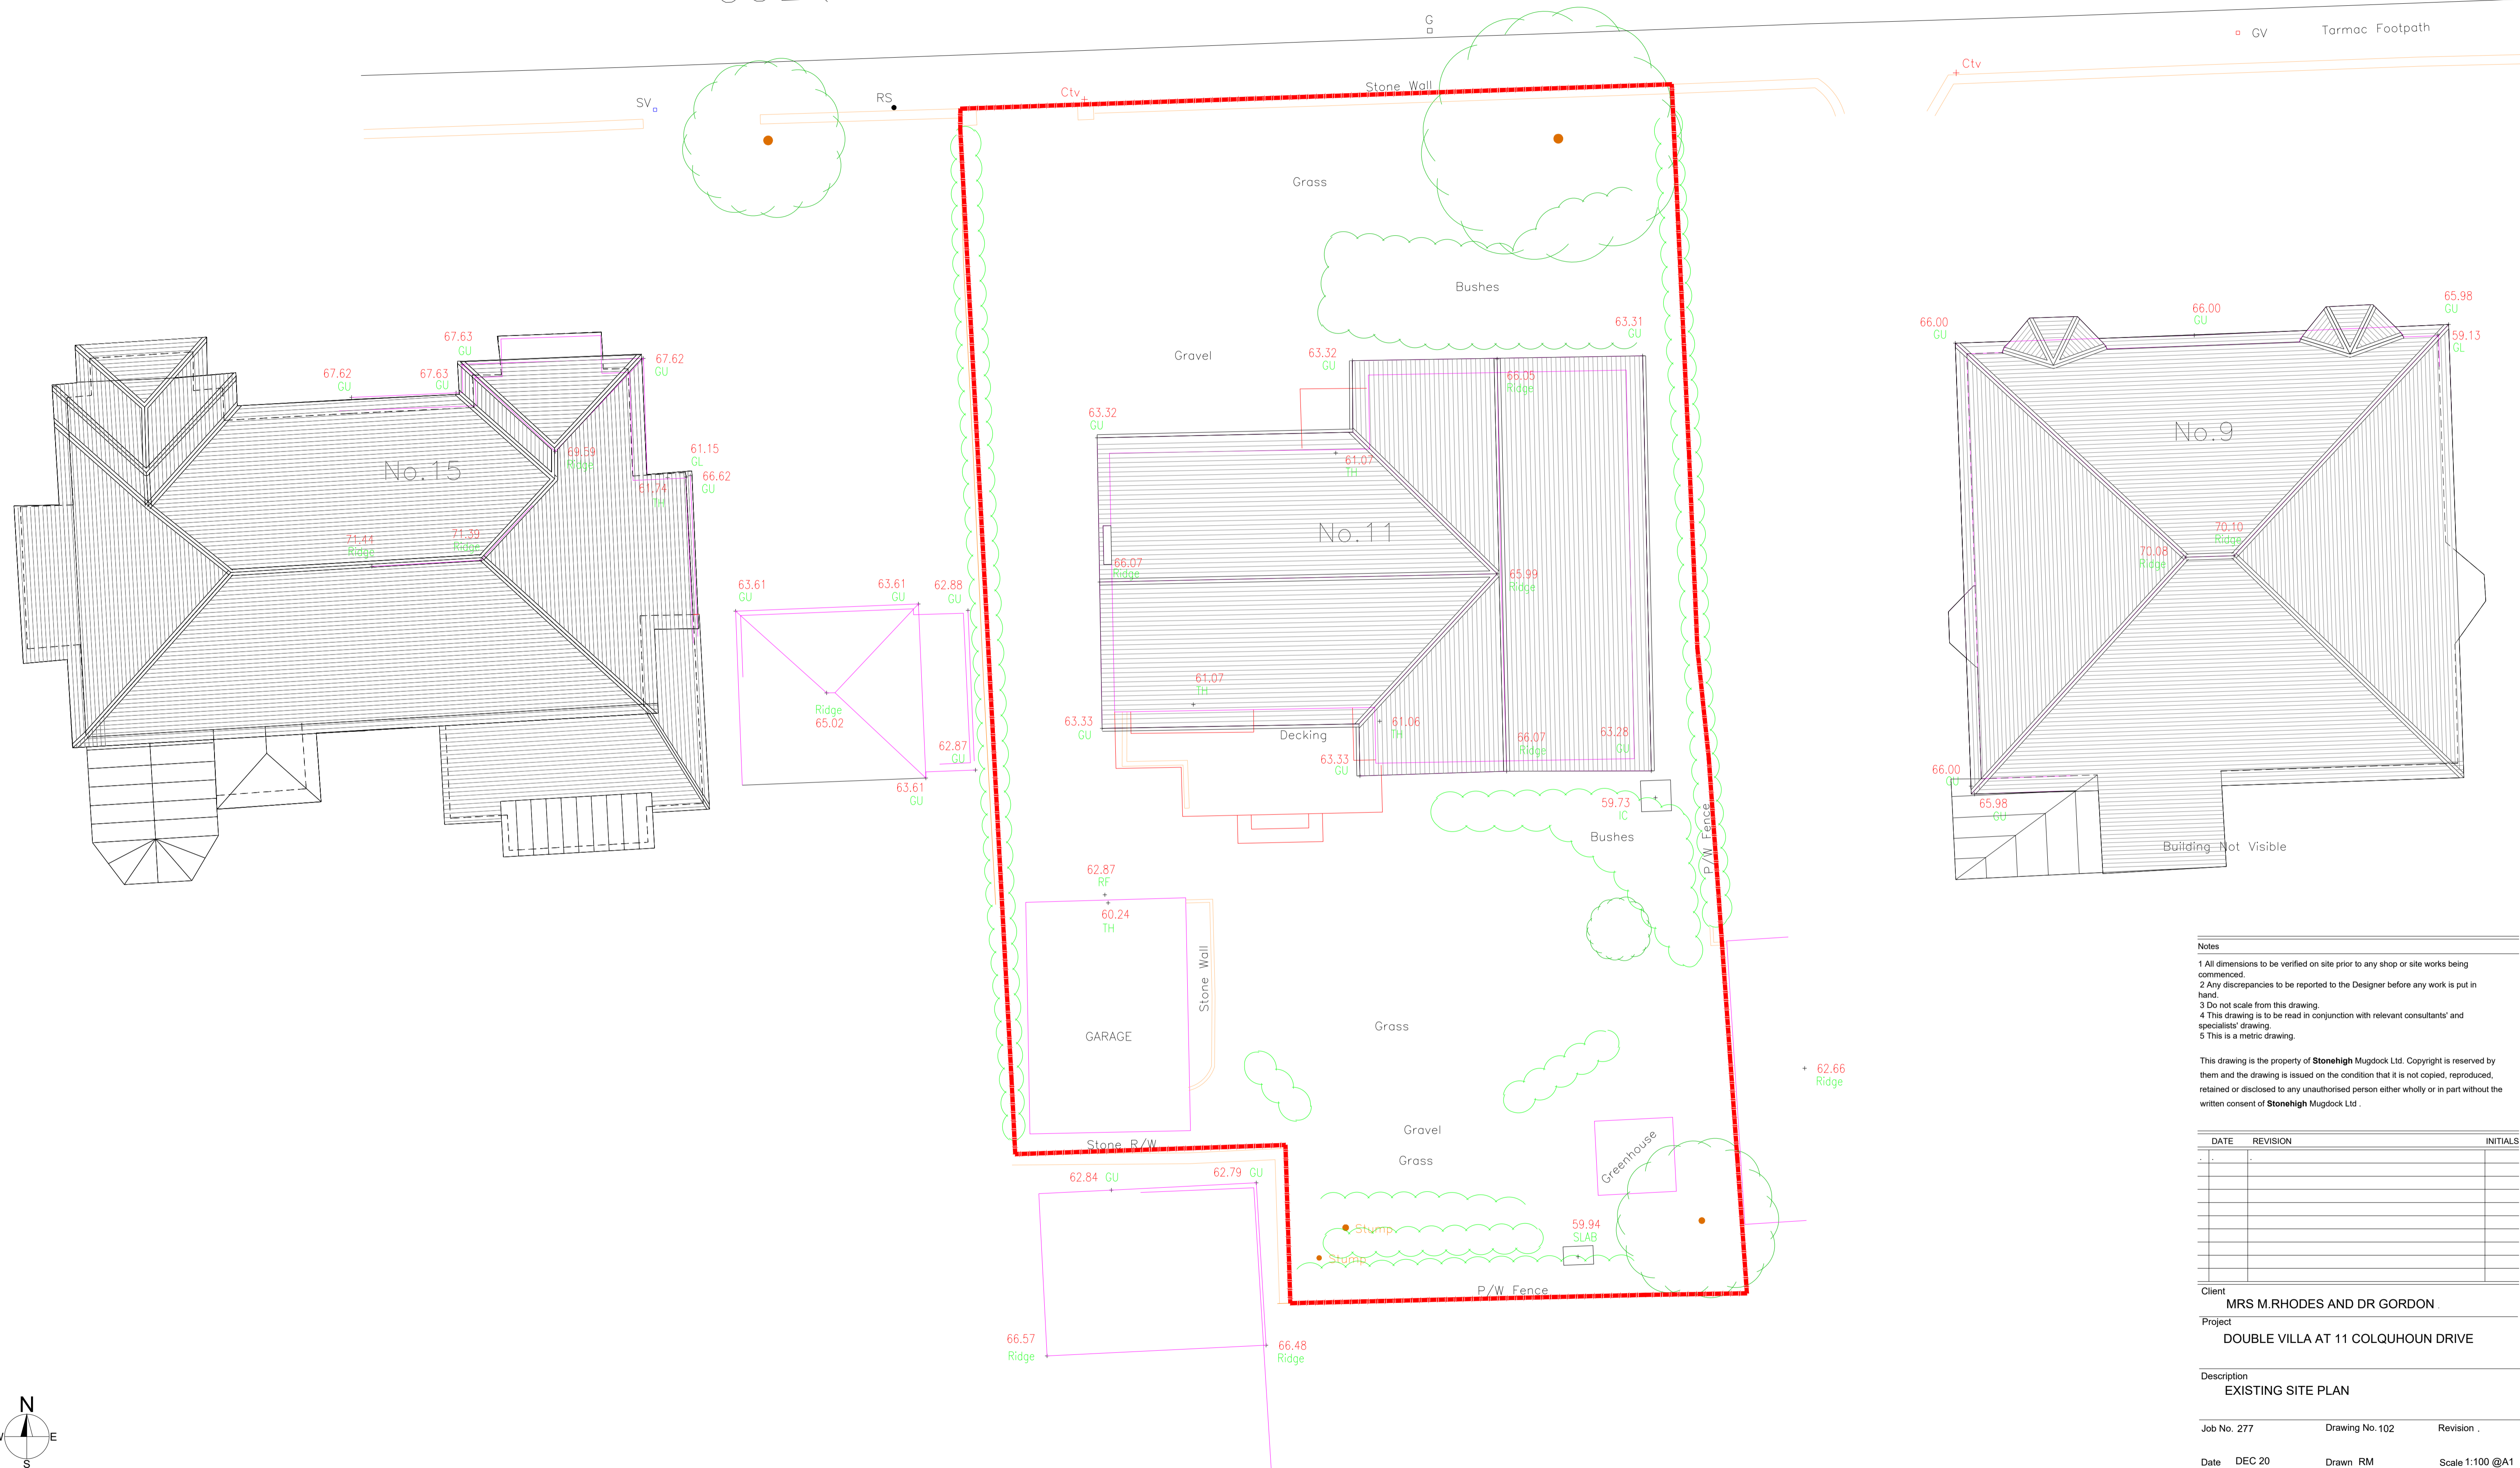 G
GV
Tarmac Footpath
Ctv
Stone Wall
Ctv
RS
SV
Grass
Bushes
Gravel
63.31
GU
63.32
GU
63.32
GU
66.05
Ridge
61.07
TH
No.11
66.07
Ridge
65.99
Ridge
61.07
TH
63.33
GU
Decking
61.06
TH
63.33
GU
66.07
Ridge
63.28
GU
67.63
GU
67.62
GU
67.62
GU
67.63
GU
69.59
Ridge
61.15
GL
66.62
GU
61.74
TH
No.15
71.44
Ridge
71.39
Ridge
63.61
GU
63.61
GU
62.88
GU
Ridge
65.02
62.87
GU
63.61
GU
66.00
GU
66.00
GU
65.98
GU
59.13
GL
No.9
70.10
Ridge
70.08
Ridge
66.00
GU
65.98
GU
Building Not Visible
59.73
IC
Bushes
P/W Fence
62.87
RF
60.24
TH
Stone Wall
GARAGE
Grass
62.66
Ridge
Stone R/W
Gravel
Grass
Greenhouse
62.84 GU
62.79 GU
Stump
Stump
59.94
SLAB
P/W Fence
66.57
Ridge
66.48
Ridge
N
E
S
Notes
1 All dimensions to be verified on site prior to any shop or site works being
commenced.
2 Any discrepancies to be reported to the Designer before any work is put in
hand.
3 Do not scale from this drawing.
4 This drawing is to be read in conjunction with relevant consultants' and
specialists' drawing.
5 This is a metric drawing.
This drawing is the property of Stonehigh Mugdock Ltd. Copyright is reserved by
them and the drawing is issued on the condition that it is not copied, reproduced,
retained or disclosed to any unauthorised person either wholly or in part without the
written consent of Stonehigh Mugdock Ltd .
DATE REVISION INITIALS
. . .
Client
MRS M.RHODES AND DR GORDON .
Project
DOUBLE VILLA AT 11 COLQUHOUN DRIVE
Description
EXISTING SITE PLAN
Job No. 277 Drawing No. 102 Revision .
Date DEC 20 Drawn RM Scale 1:100 @A1